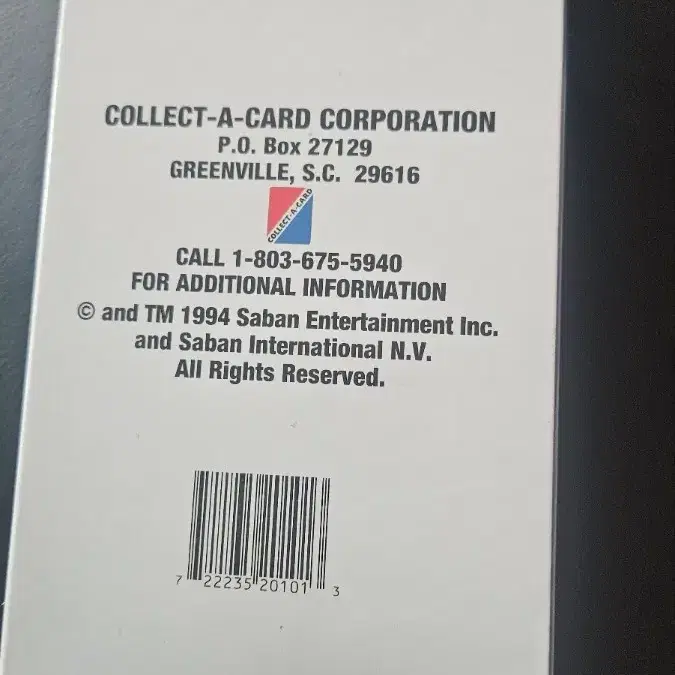 COLLECT-A-CARD CORPORATION
P.O. Box 27129
GREENVILLE, S.C. 29616
COLLECT-A-CARD
CALL 1-803-675-5940
FOR ADDITIONAL INFORMATION
© and TM 1994 Saban Entertainment Inc.
and Saban International N.V.
All Rights Reserved.
7 22235 20101 3